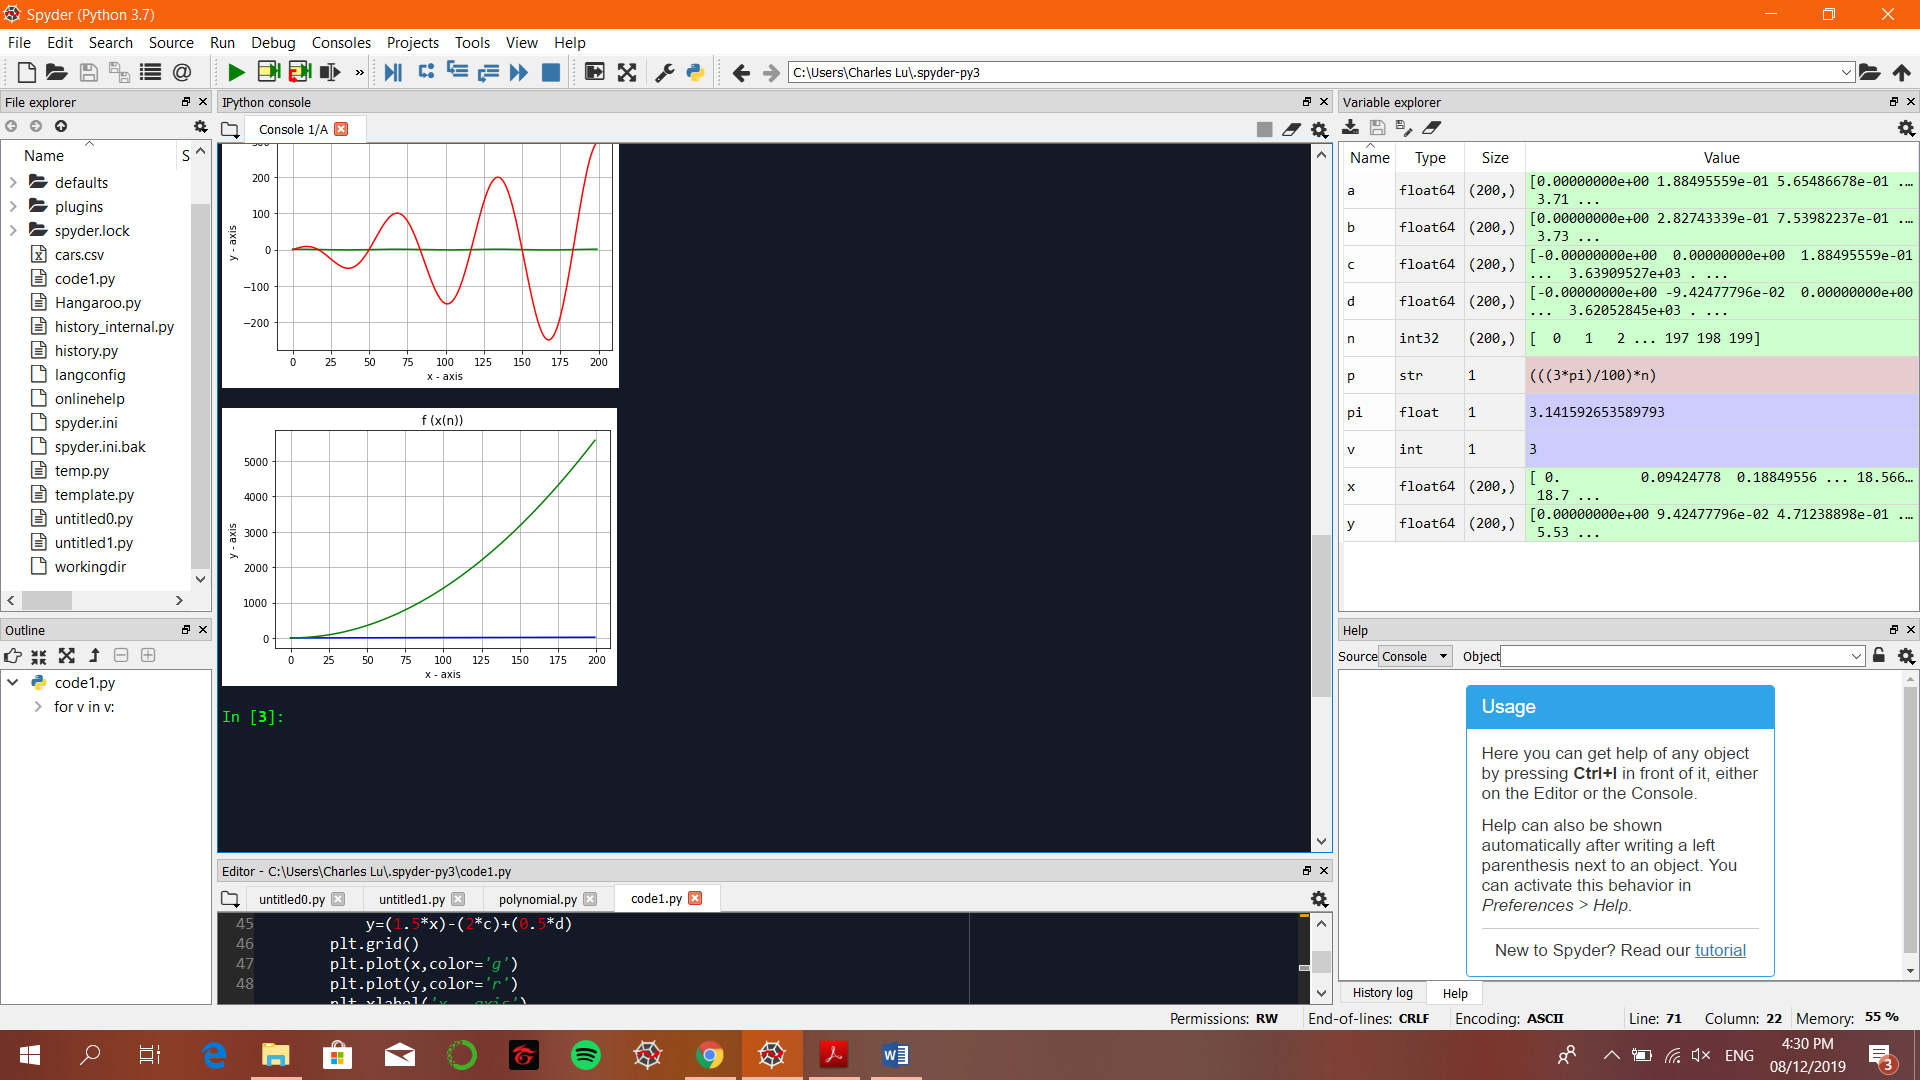 Spyder (Python 3.7)
File Edit Search Source Run Debug Consoles Projects Tools View Help
C:\Users\Charles Lu\.spyder-py3
File explorer
Name S
defaults
plugins
spyder.lock
cars.csv
code1.py
Hangaroo.py
history_internal.py
history.py
langconfig
onlinehelp
spyder.ini
spyder.ini.bak
temp.py
template.py
untitled0.py
untitled1.py
workingdir
Outline
code1.py
for v in v:
IPython console
Console 1/A
200
100
0
−100
−200
y - axis
0 25 50 75 100 125 150 175 200
x - axis
f (x(n))
5000
4000
3000
2000
1000
0
y - axis
0 25 50 75 100 125 150 175 200
x - axis
In [3]:
Editor - C:\Users\Charles Lu\.spyder-py3\code1.py
untitled0.py untitled1.py polynomial.py code1.py
45 y=(1.5*x)-(2*c)+(0.5*d)
46 plt.grid()
47 plt.plot(x,color='g')
48 plt.plot(y,color='r')
Variable explorer
Name Type Size Value
a float64 (200,) [0.00000000e+00 1.88495559e-01 5.65486678e-01 ...
3.71 ...
b float64 (200,) [0.00000000e+00 2.82743339e-01 7.53982237e-01 ...
3.73 ...
c float64 (200,) [-0.00000000e+00 0.00000000e+00 1.88495559e-01
... 3.63909527e+03 . ...
d float64 (200,) [-0.00000000e+00 -9.42477796e-02 0.00000000e+00
... 3.62052845e+03 . ...
n int32 (200,) [ 0 1 2 ... 197 198 199]
p str 1 (((3*pi)/100)*n)
pi float 1 3.141592653589793
v int 1 3
x float64 (200,) [ 0. 0.09424778 0.18849556 ... 18.566…
18.7 ...
y float64 (200,) [0.00000000e+00 9.42477796e-02 4.71238898e-01 ...
5.53 ...
Help
Source Console Object
Usage
Here you can get help of any object
by pressing Ctrl+I in front of it, either
on the Editor or the Console.
Help can also be shown
automatically after writing a left
parenthesis next to an object. You
can activate this behavior in
Preferences > Help.
New to Spyder? Read our tutorial
History log Help
Permissions: RW End-of-lines: CRLF Encoding: ASCII Line: 71 Column: 22 Memory: 55 %
ENG
4:30 PM
08/12/2019
3